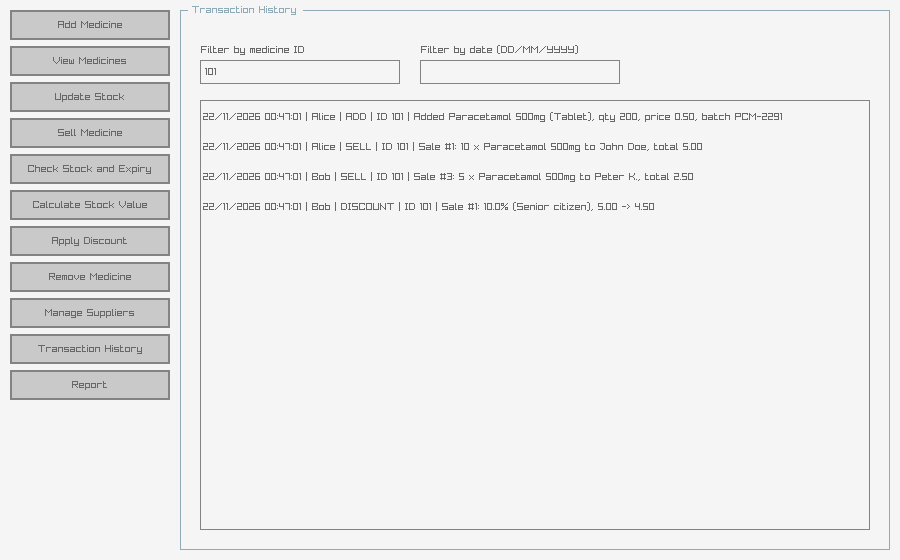 Add Medicine
View Medicines
Update Stock
Sell Medicine
Check Stock and Expiry
Calculate Stock Value
Apply Discount
Remove Medicine
Manage Suppliers
Transaction History
Report
Transaction History
Filter by medicine ID
Filter by date (DD/MM/YYYY)
101
22/11/2026 00:47:01 | Alice | ADD | ID 101 | Added Paracetamol 500mg (Tablet), qty 200, price 0.50, batch PCM-2291
22/11/2026 00:47:01 | Alice | SELL | ID 101 | Sale #1: 10 x Paracetamol 500mg to John Doe, total 5.00
22/11/2026 00:47:01 | Bob | SELL | ID 101 | Sale #3: 5 x Paracetamol 500mg to Peter K., total 2.50
22/11/2026 00:47:01 | Bob | DISCOUNT | ID 101 | Sale #1: 10.0% (Senior citizen), 5.00 -> 4.50